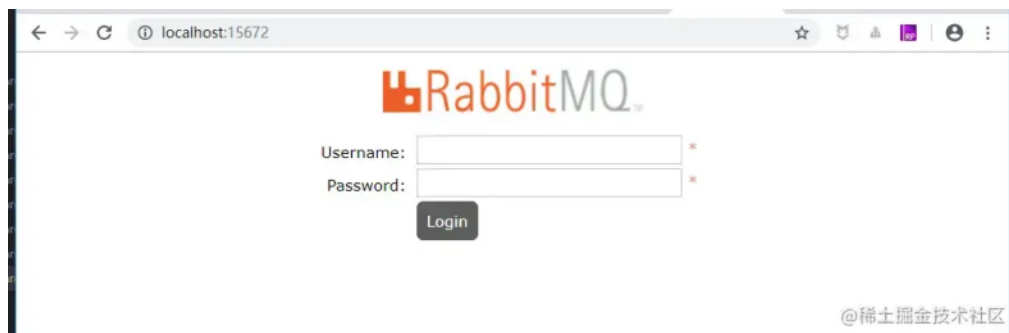 localhost:15672
RabbitMQ
Username: *
Password: *
Login
@稀土掘金技术社区